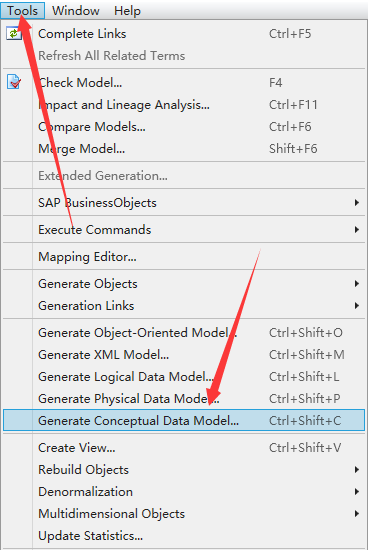 Tools Window Help
Complete Links Ctrl+F5
Refresh All Related Terms
Check Model... F4
Impact and Lineage Analysis... Ctrl+F11
Compare Models... Ctrl+F6
Merge Model... Shift+F6
Extended Generation...
SAP BusinessObjects
Execute Commands
Mapping Editor...
Generate Objects
Generation Links
Generate Object-Oriented Model... Ctrl+Shift+O
Generate XML Model... Ctrl+Shift+M
Generate Logical Data Model... Ctrl+Shift+L
Generate Physical Data Model... Ctrl+Shift+P
Generate Conceptual Data Model... Ctrl+Shift+C
Create View... Ctrl+Shift+V
Rebuild Objects
Denormalization
Multidimensional Objects
Update Statistics...